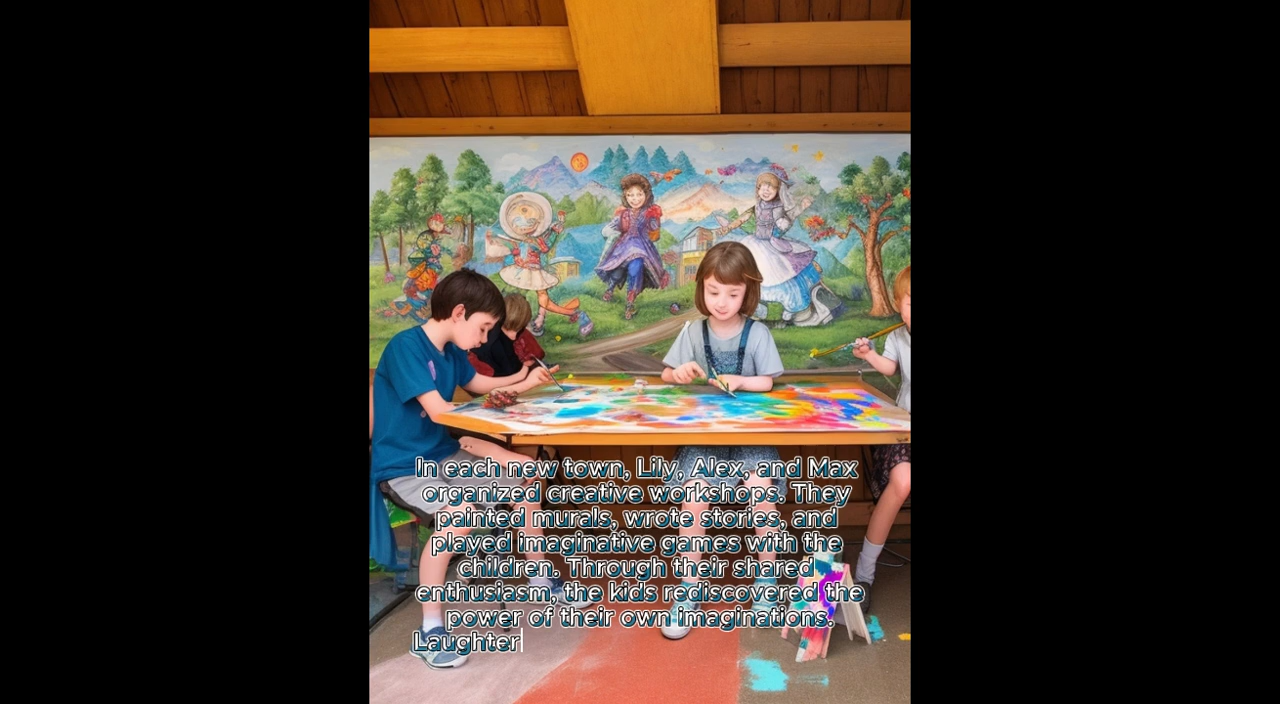 In each new town, Lily, Alex, and Max
organized creative workshops. They
painted murals, wrote stories, and
played imaginative games with the
children. Through their shared
enthusiasm, the kids rediscovered the
power of their own imaginations.
Laughter